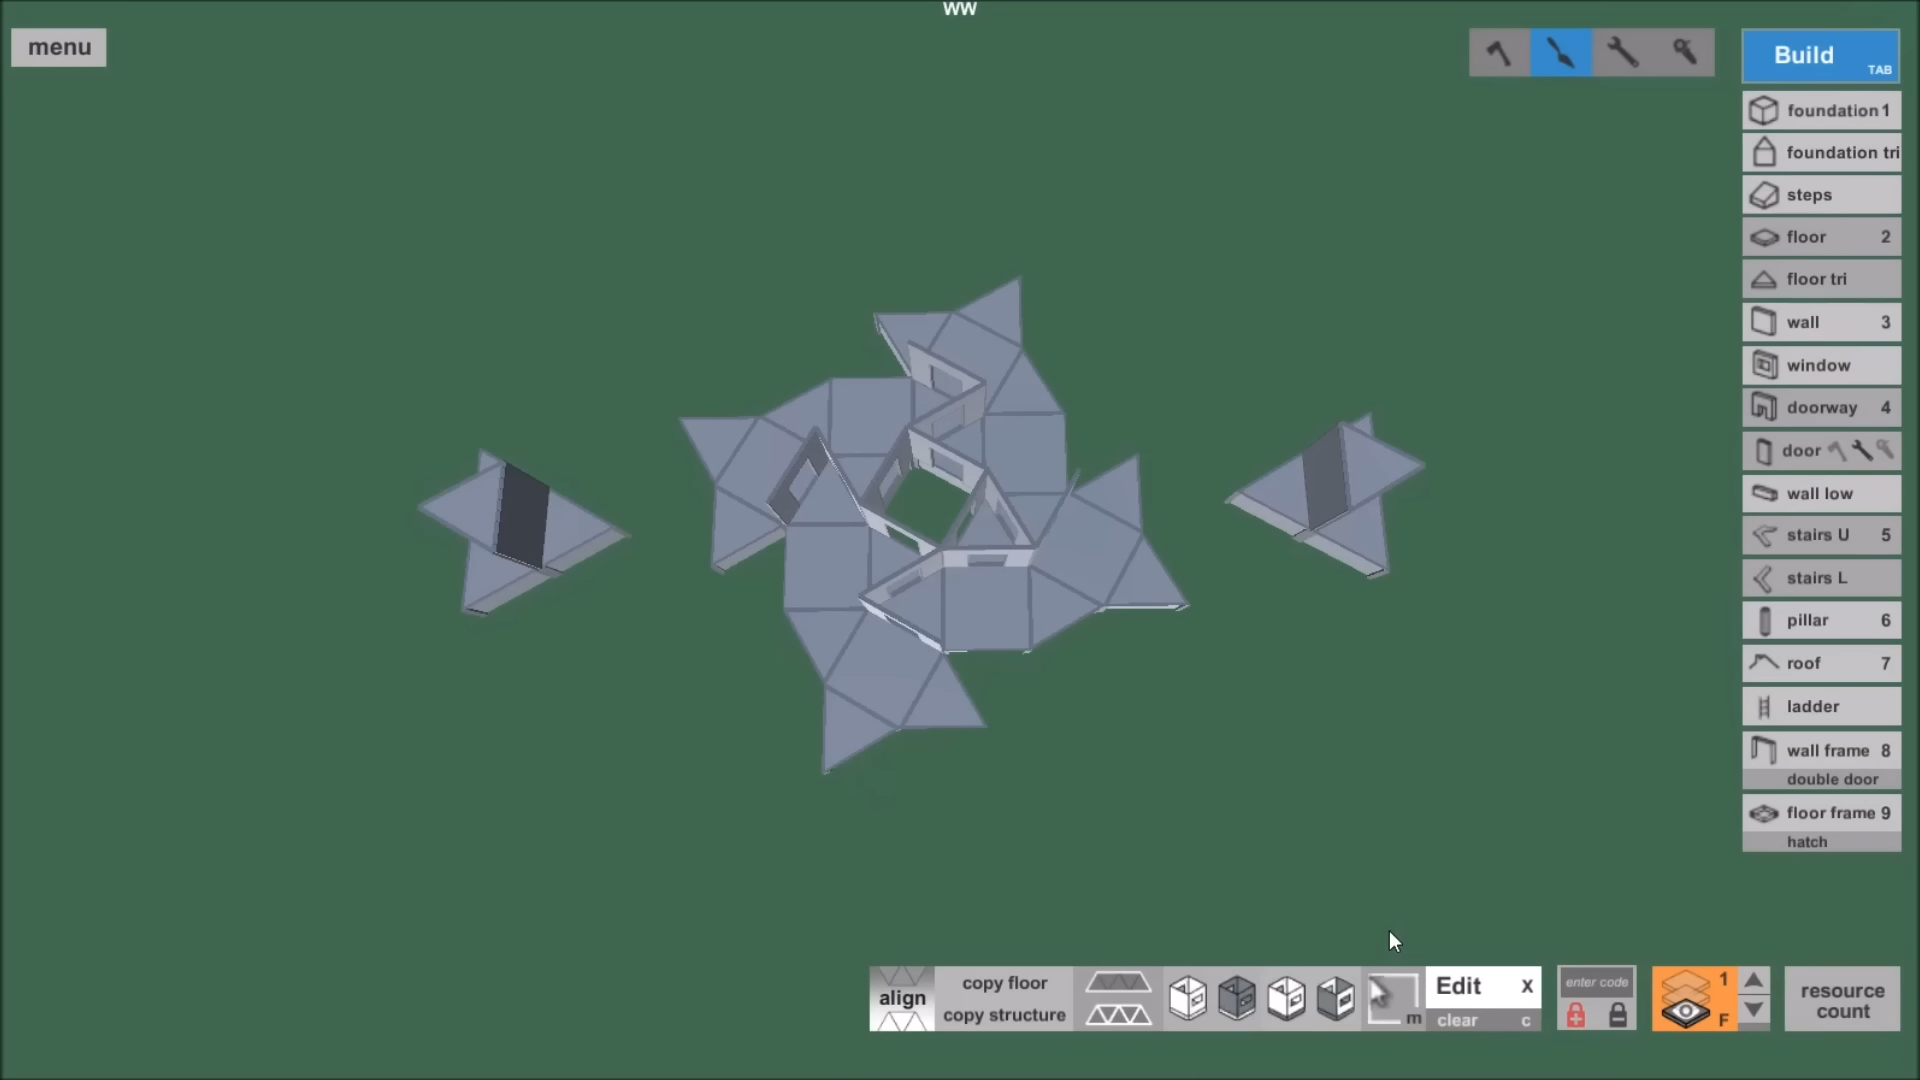 WW
menu
Build
TAB
foundation 1
foundation tri
steps
floor 2
floor tri
wall 3
window
doorway 4
door
wall low
stairs U 5
stairs L
pillar 6
roof 7
ladder
wall frame 8
double door
floor frame 9
hatch
align
copy floor
copy structure
m
Edit x
clear c
enter code
1
F
resource
count